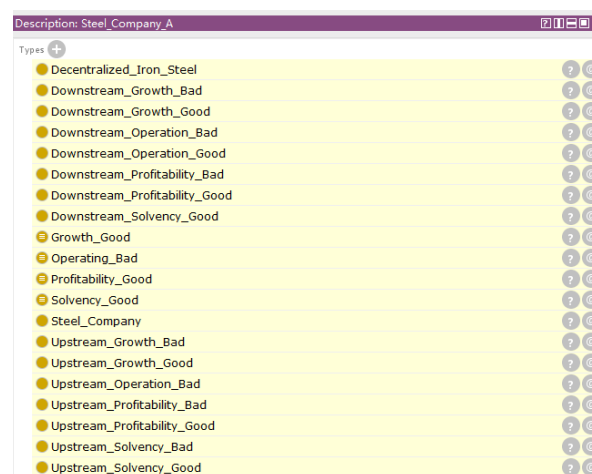 Description: Steel_Company_A
Types
Decentralized_Iron_Steel
Downstream_Growth_Bad
Downstream_Growth_Good
Downstream_Operation_Bad
Downstream_Operation_Good
Downstream_Profitability_Bad
Downstream_Profitability_Good
Downstream_Solvency_Good
Growth_Good
Operating_Bad
Profitability_Good
Solvency_Good
Steel_Company
Upstream_Growth_Bad
Upstream_Growth_Good
Upstream_Operation_Bad
Upstream_Profitability_Bad
Upstream_Profitability_Good
Upstream_Solvency_Bad
Upstream_Solvency_Good